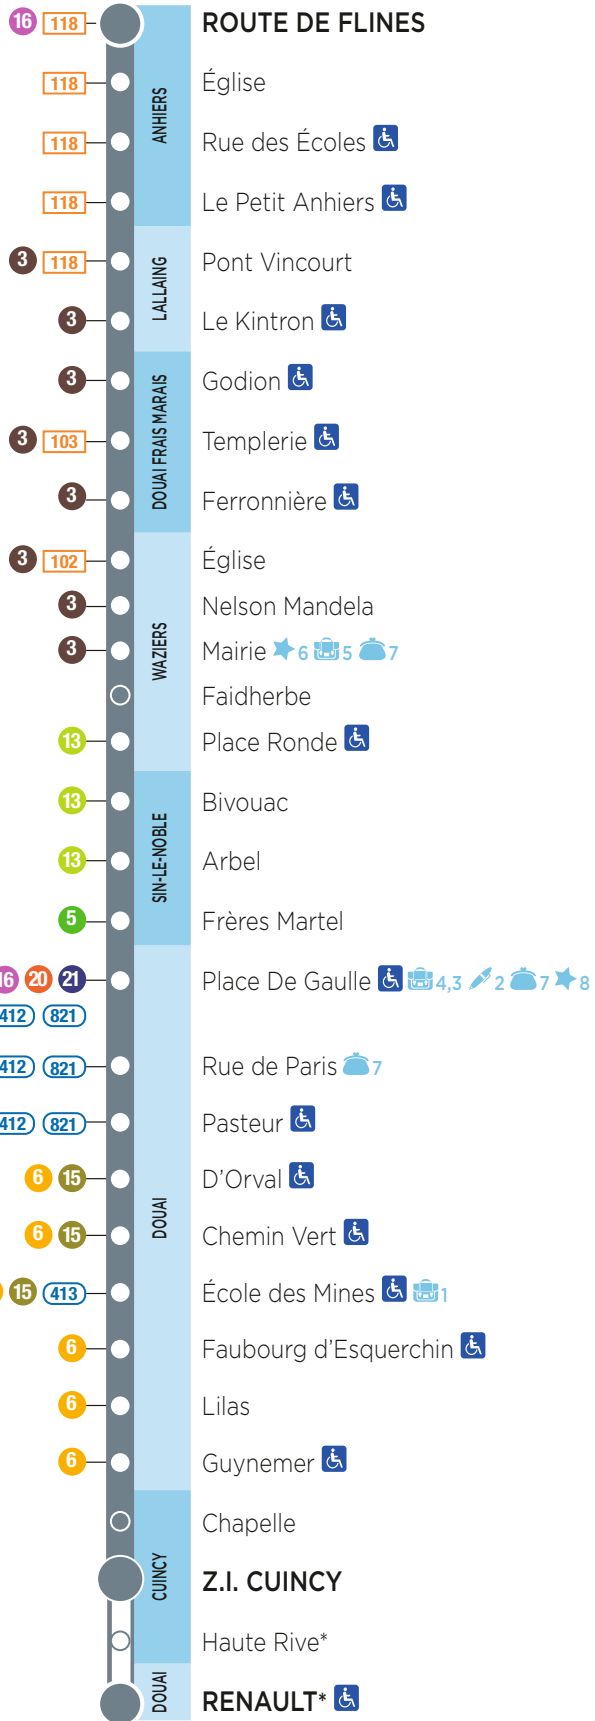 16 118 ROUTE DE FLINES
118 Église
118 Rue des Écoles
118 Le Petit Anhiers
ANHIERS
3 118 Pont Vincourt
3 Le Kintron
LALLAING
3 Godion
3 103 Templerie
3 Ferronnière
DOUAI FRAIS MARAIS
3 102 Église
3 Nelson Mandela
3 Mairie 6 5 7
Faidherbe
13 Place Ronde
WAZIERS
13 Bivouac
13 Arbel
5 Frères Martel
SIN-LE-NOBLE
16 20 21 Place De Gaulle 4,3 2 7 8
412 821
412 821 Rue de Paris 7
412 821 Pasteur
6 15 D'Orval
6 15 Chemin Vert
15 413 École des Mines 1
6 Faubourg d'Esquerchin
6 Lilas
6 Guynemer
DOUAI
Chapelle
Z.I. CUINCY
Haute Rive*
CUINCY
RENAULT*
DOUAI